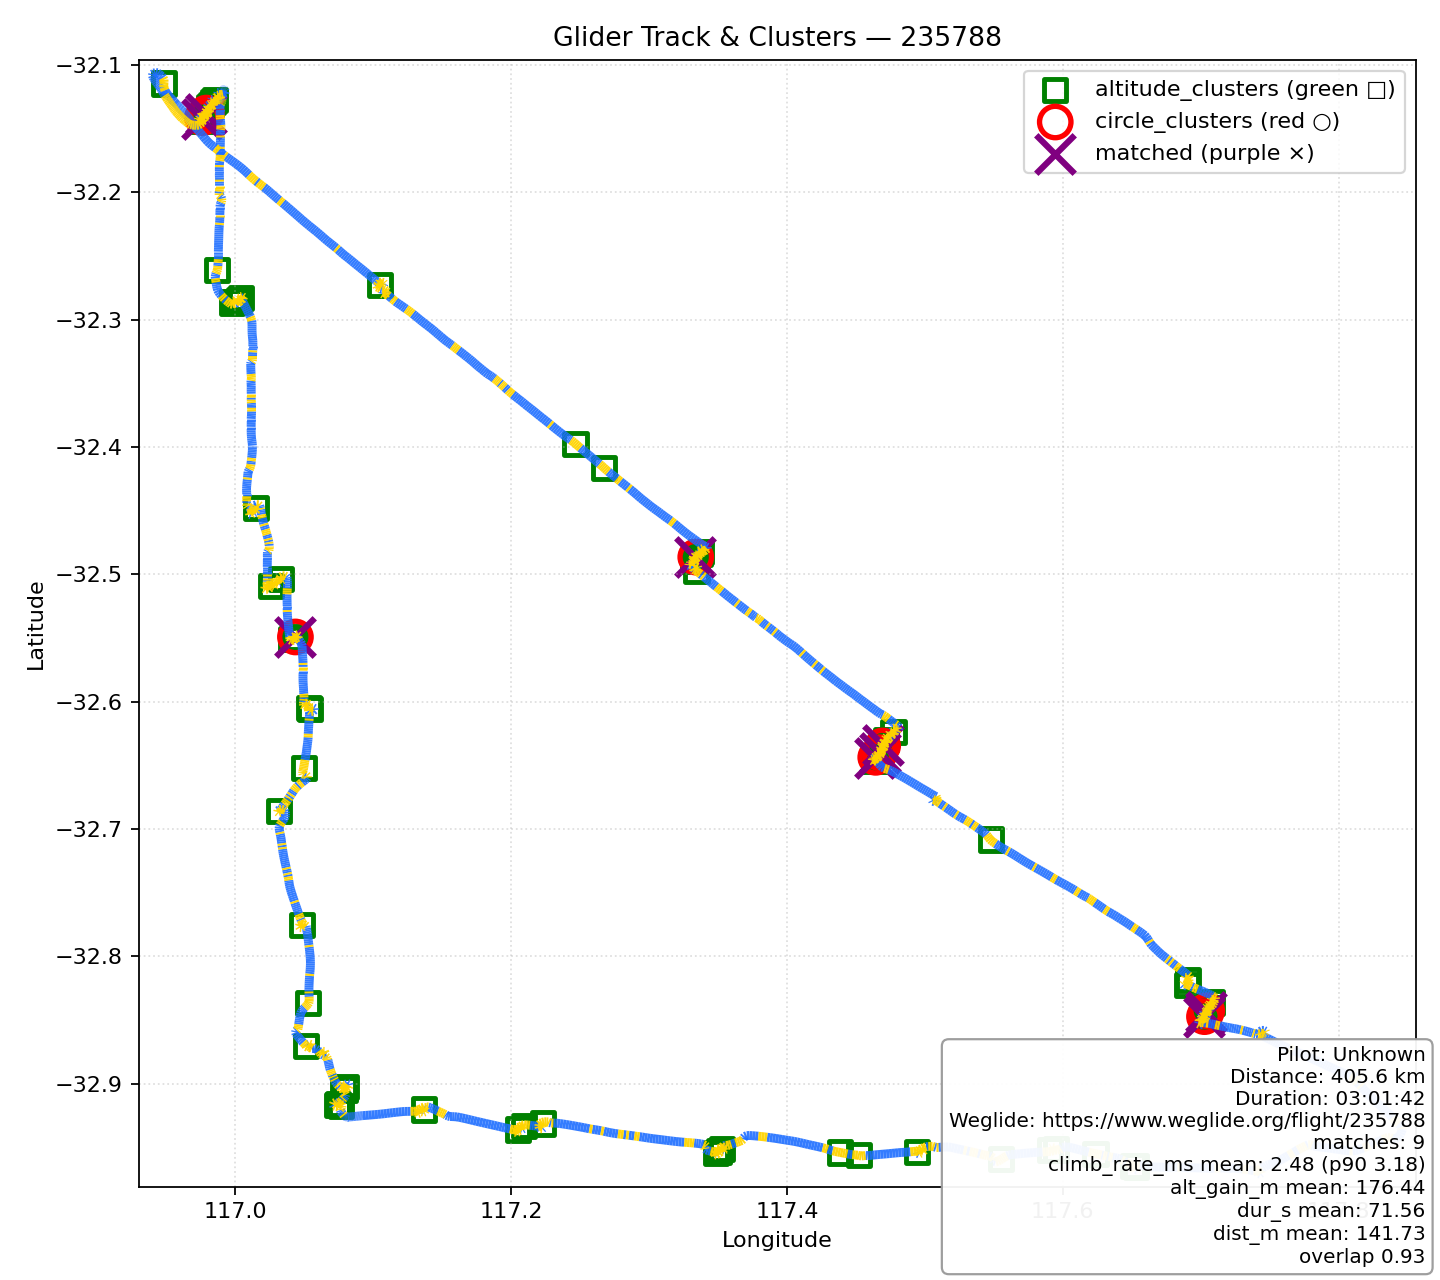 Glider Track & Clusters — 235788
altitude_clusters (green □)
circle_clusters (red ○)
matched (purple ×)
Latitude
−32.1
−32.2
−32.3
−32.4
−32.5
−32.6
−32.7
−32.8
−32.9
117.0
117.2
117.4
117.6
Longitude
Pilot: Unknown
Distance: 405.6 km
Duration: 03:01:42
Weglide: https://www.weglide.org/flight/235788
matches: 9
climb_rate_ms mean: 2.48 (p90 3.18)
alt_gain_m mean: 176.44
dur_s mean: 71.56
dist_m mean: 141.73
overlap 0.93